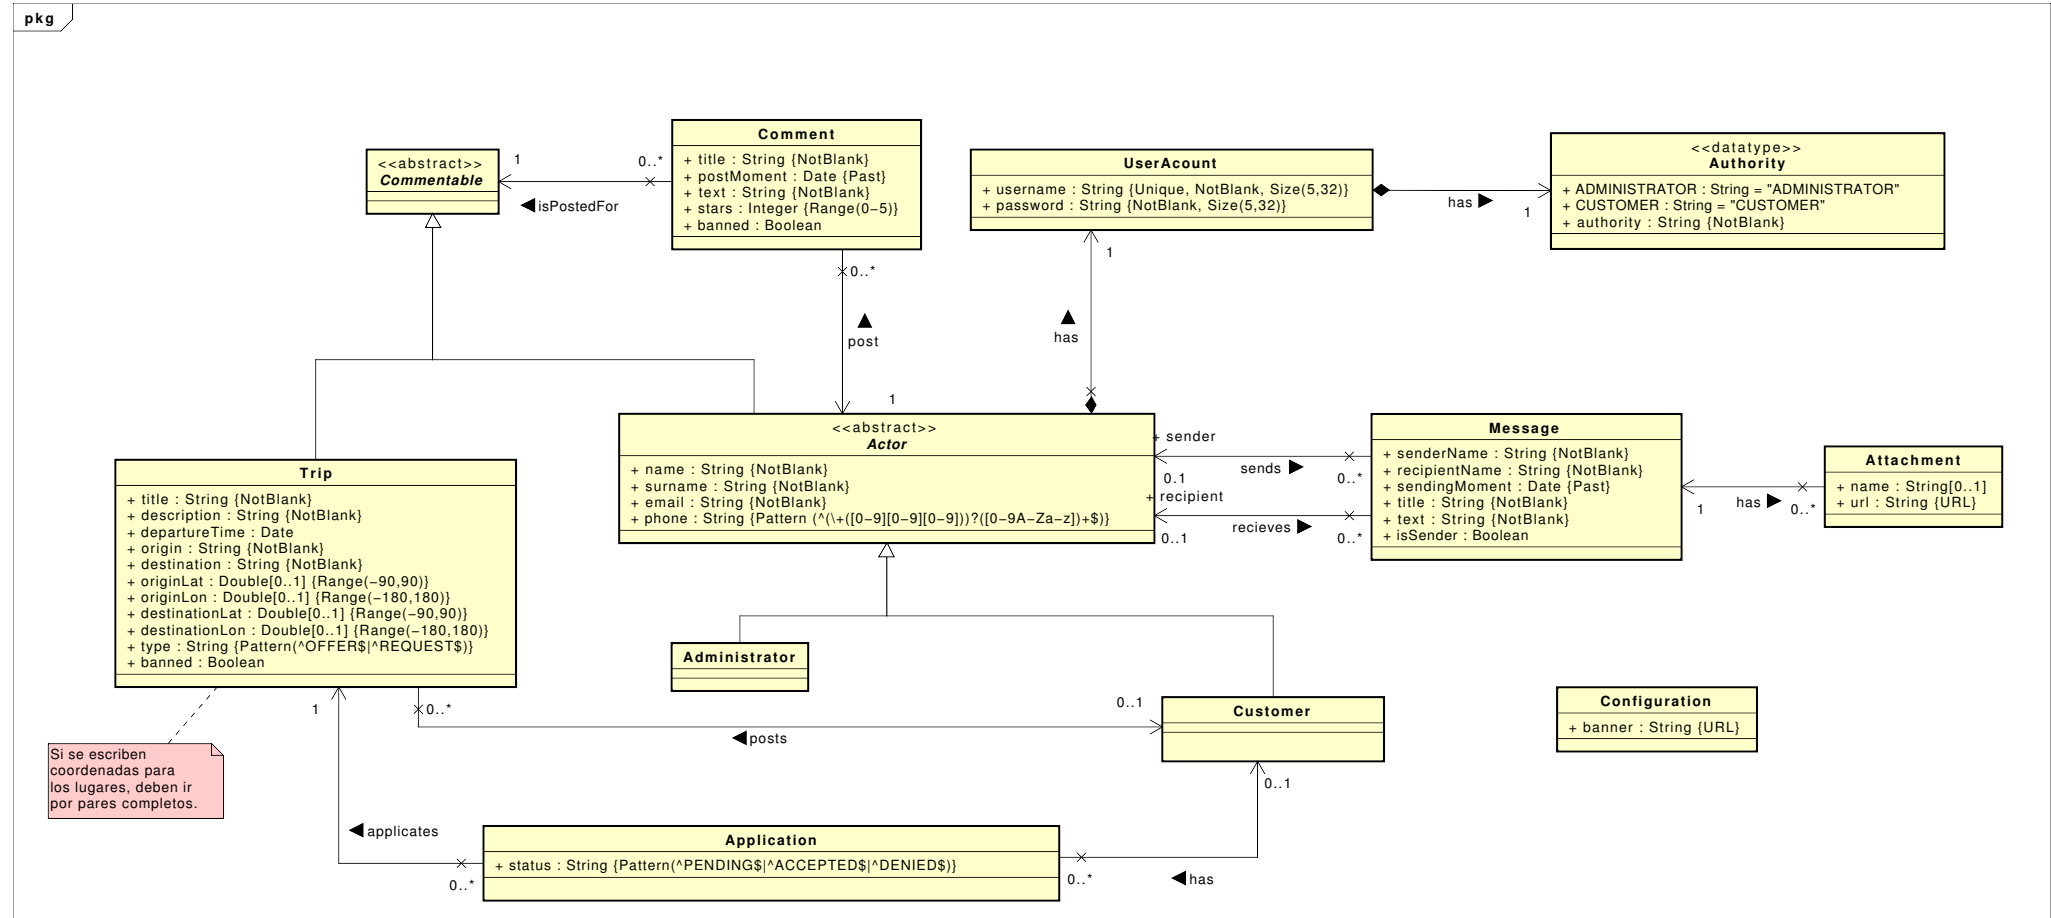 pkg
Comment
+ title : String {NotBlank}
+ postMoment : Date {Past}
+ text : String {NotBlank}
+ stars : Integer {Range(0−5)}
+ banned : Boolean
<<abstract>>
Commentable
1
0..*
isPostedFor
UserAcount
+ username : String {Unique, NotBlank, Size(5,32)}
+ password : String {NotBlank, Size(5,32)}
<<datatype>>
Authority
+ ADMINISTRATOR : String = "ADMINISTRATOR"
+ CUSTOMER : String = "CUSTOMER"
+ authority : String {NotBlank}
has
1
0..*
post
1
1
has
<<abstract>>
Actor
+ name : String {NotBlank}
+ surname : String {NotBlank}
+ email : String {NotBlank}
+ phone : String {Pattern (^(\+([0−9][0−9][0−9]))?([0−9A−Za−z])+$)}
+ sender
sends
0.1
0..*
+ recipient
recieves
0..1
0..*
Message
+ senderName : String {NotBlank}
+ recipientName : String {NotBlank}
+ sendingMoment : Date {Past}
+ title : String {NotBlank}
+ text : String {NotBlank}
+ isSender : Boolean
1
has
0..*
Attachment
+ name : String[0..1]
+ url : String {URL}
Trip
+ title : String {NotBlank}
+ description : String {NotBlank}
+ departureTime : Date
+ origin : String {NotBlank}
+ destination : String {NotBlank}
+ originLat : Double[0..1] {Range(−90,90)}
+ originLon : Double[0..1] {Range(−180,180)}
+ destinationLat : Double[0..1] {Range(−90,90)}
+ destinationLon : Double[0..1] {Range(−180,180)}
+ type : String {Pattern(^OFFER$|^REQUEST$)}
+ banned : Boolean
Administrator
1
0..*
posts
0..1
Customer
Configuration
+ banner : String {URL}
Si se escriben
coordenadas para
los lugares, deben ir
por pares completos.
0..1
applicates
0..*
Application
+ status : String {Pattern(^PENDING$|^ACCEPTED$|^DENIED$)}
0..*
has